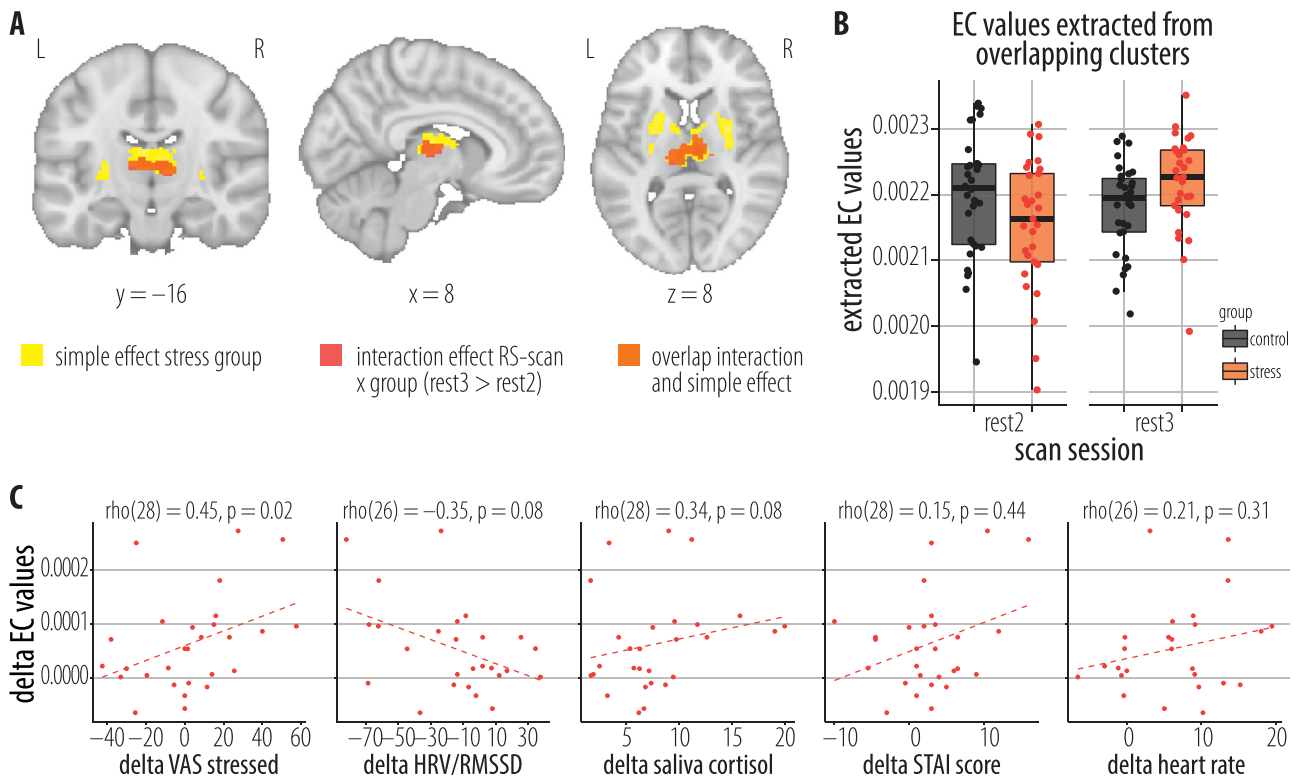 A
L
R
L
R
y = −16
x = 8
z = 8
simple effect stress group
interaction effect RS-scan
x group (rest3 > rest2)
overlap interaction
and simple effect
B
EC values extracted from
overlapping clusters
extracted EC values
0.0023
0.0022
0.0021
0.0020
0.0019
rest2
rest3
scan session
group
control
stress
C
delta EC values
0.0002
0.0001
0.0000
rho(28) = 0.45, p = 0.02
−40 −20 0 20 40 60
delta VAS stressed
rho(26) = −0.35, p = 0.08
−70 −50 −30 −10 10 30
delta HRV/RMSSD
rho(28) = 0.34, p = 0.08
5 10 15 20
delta saliva cortisol
rho(28) = 0.15, p = 0.44
−10 0 10
delta STAI score
rho(26) = 0.21, p = 0.31
0 10 20
delta heart rate